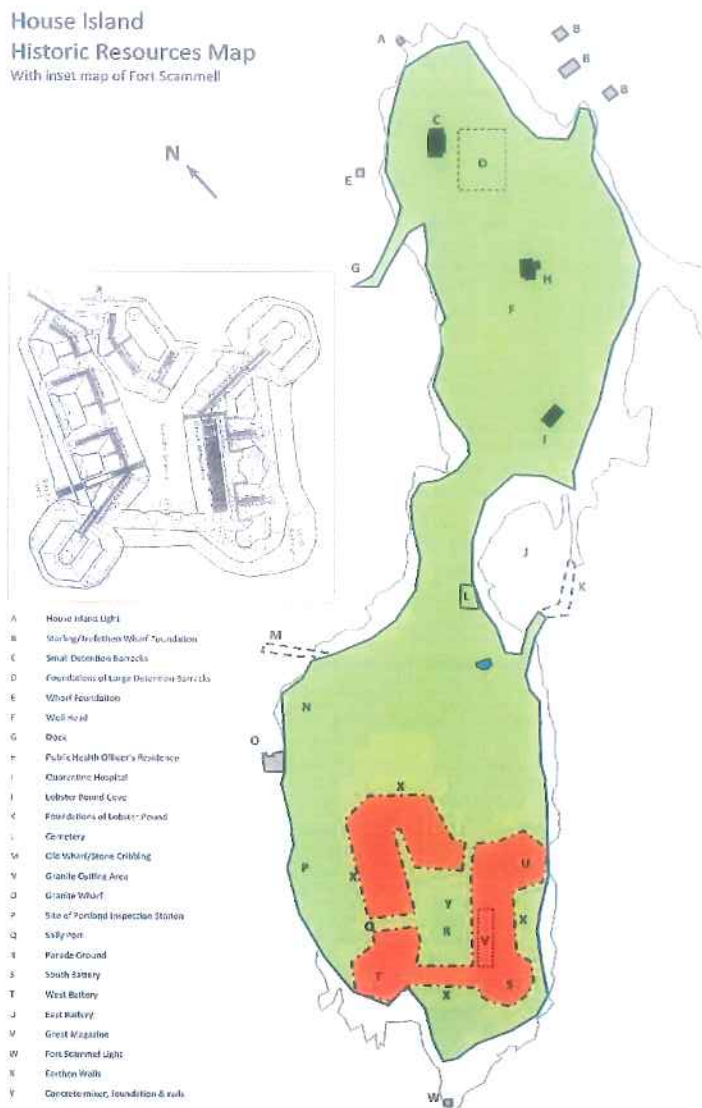 House Island
Historic Resources Map
With inset map of Fort Scammell
N
A
B
B
B
C
D
E
G
H
F
I
J
K
L
M
N
O
X
P
X
U
Y
Q
R
X
V
T
S
X
W
A House Island Light
B Starling/Trefethen Wharf Foundation
C Small Detention Barracks
D Foundations of Large Detention Barracks
E Wharf Foundation
F Well Head
G Dock
H Public Health Officer's Residence
I Quarantine Hospital
J Lobster Pound Cove
K Foundations of Lobster Pound
L Cemetery
M Old Wharf/Stone Cribbing
N Granite Cutting Area
O Granite Wharf
P Site of Portland Inspection Station
Q Sally Port
R Parade Ground
S South Battery
T West Battery
U East Battery
V Great Magazine
W Fort Scammel Light
X Earthen Walls
Y Concrete mixer, foundation & rails